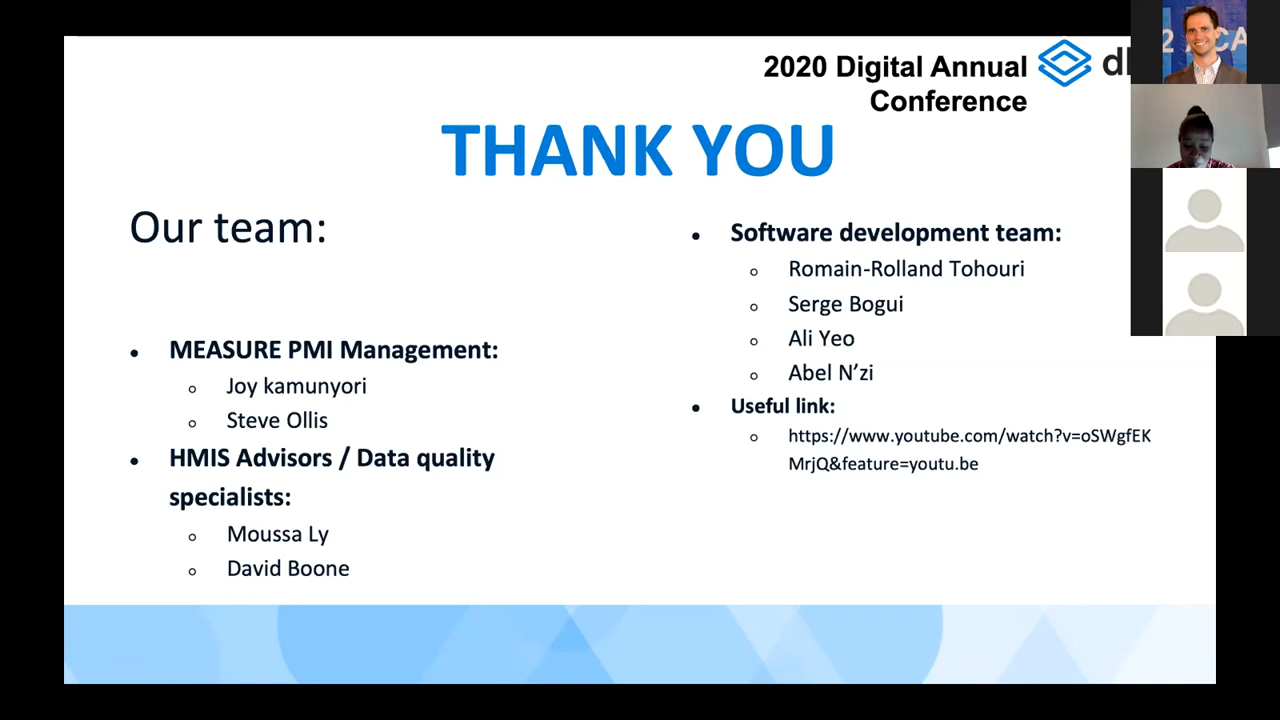 2020 Digital Annual
Conference
THANK YOU
Our team:
• MEASURE PMI Management:
○ Joy kamunyori
○ Steve Ollis
• HMIS Advisors / Data quality
specialists:
○ Moussa Ly
○ David Boone
• Software development team:
○ Romain-Rolland Tohouri
○ Serge Bogui
○ Ali Yeo
○ Abel N’zi
• Useful link:
○ https://www.youtube.com/watch?v=oSWgfEK
MrjQ&feature=youtu.be